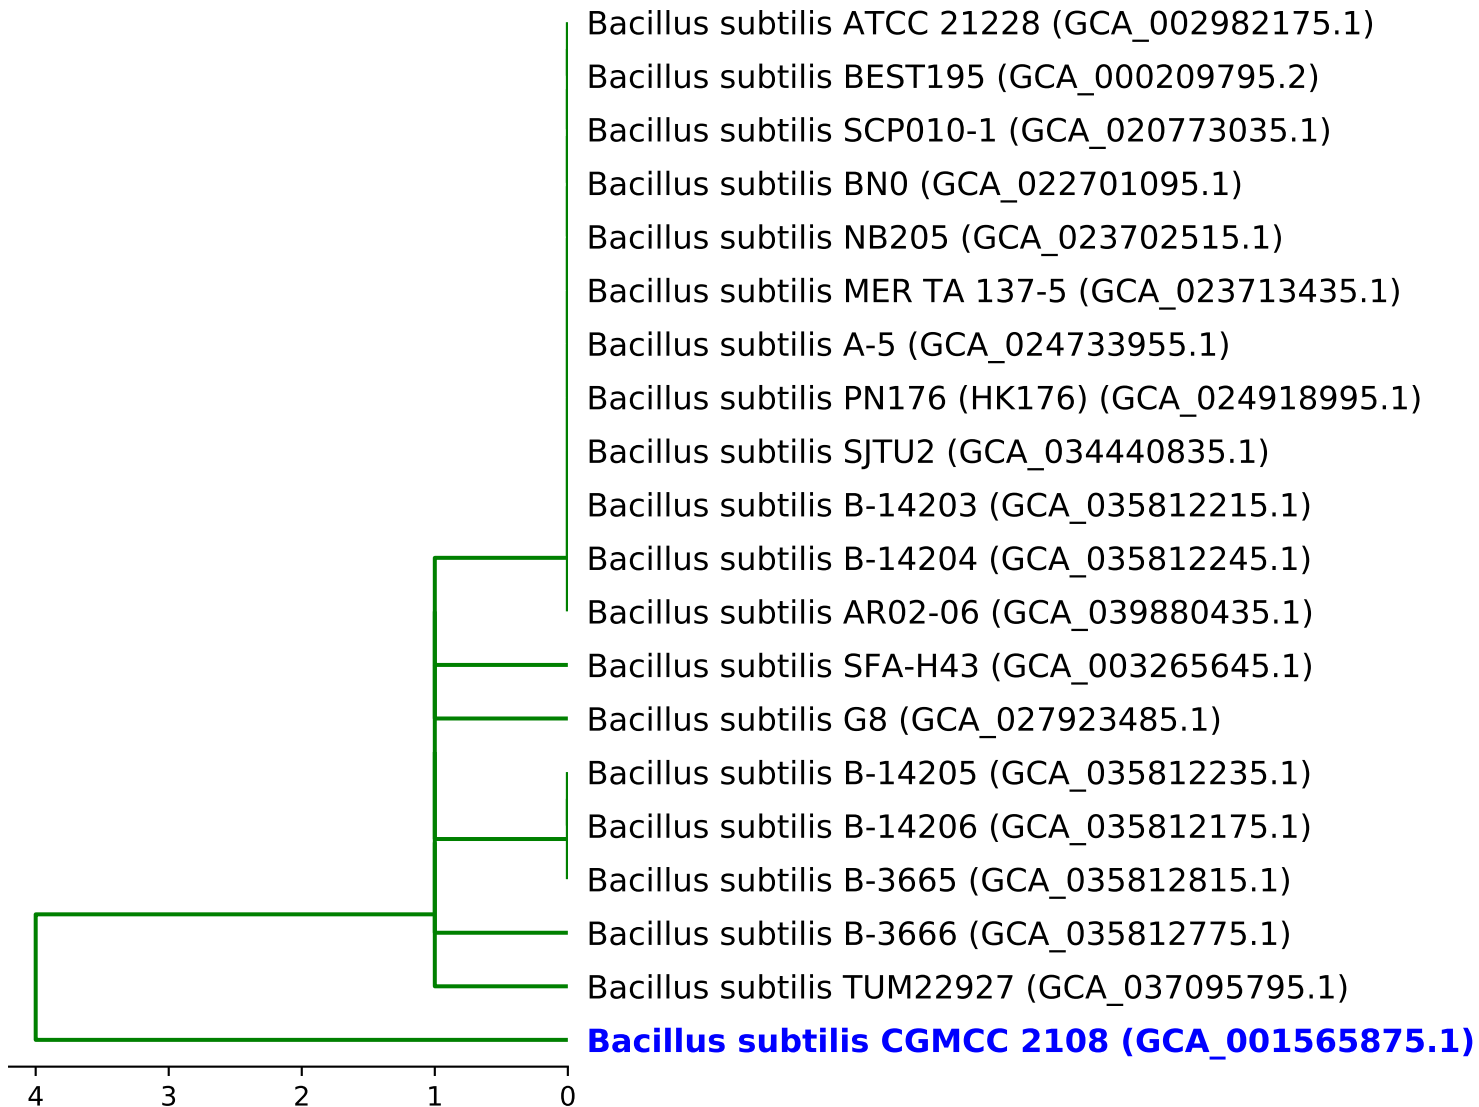 Bacillus subtilis ATCC 21228 (GCA_002982175.1)
Bacillus subtilis BEST195 (GCA_000209795.2)
Bacillus subtilis SCP010-1 (GCA_020773035.1)
Bacillus subtilis BN0 (GCA_022701095.1)
Bacillus subtilis NB205 (GCA_023702515.1)
Bacillus subtilis MER TA 137-5 (GCA_023713435.1)
Bacillus subtilis A-5 (GCA_024733955.1)
Bacillus subtilis PN176 (HK176) (GCA_024918995.1)
Bacillus subtilis SJTU2 (GCA_034440835.1)
Bacillus subtilis B-14203 (GCA_035812215.1)
Bacillus subtilis B-14204 (GCA_035812245.1)
Bacillus subtilis AR02-06 (GCA_039880435.1)
Bacillus subtilis SFA-H43 (GCA_003265645.1)
Bacillus subtilis G8 (GCA_027923485.1)
Bacillus subtilis B-14205 (GCA_035812235.1)
Bacillus subtilis B-14206 (GCA_035812175.1)
Bacillus subtilis B-3665 (GCA_035812815.1)
Bacillus subtilis B-3666 (GCA_035812775.1)
Bacillus subtilis TUM22927 (GCA_037095795.1)
Bacillus subtilis CGMCC 2108 (GCA_001565875.1)
4 3 2 1 0